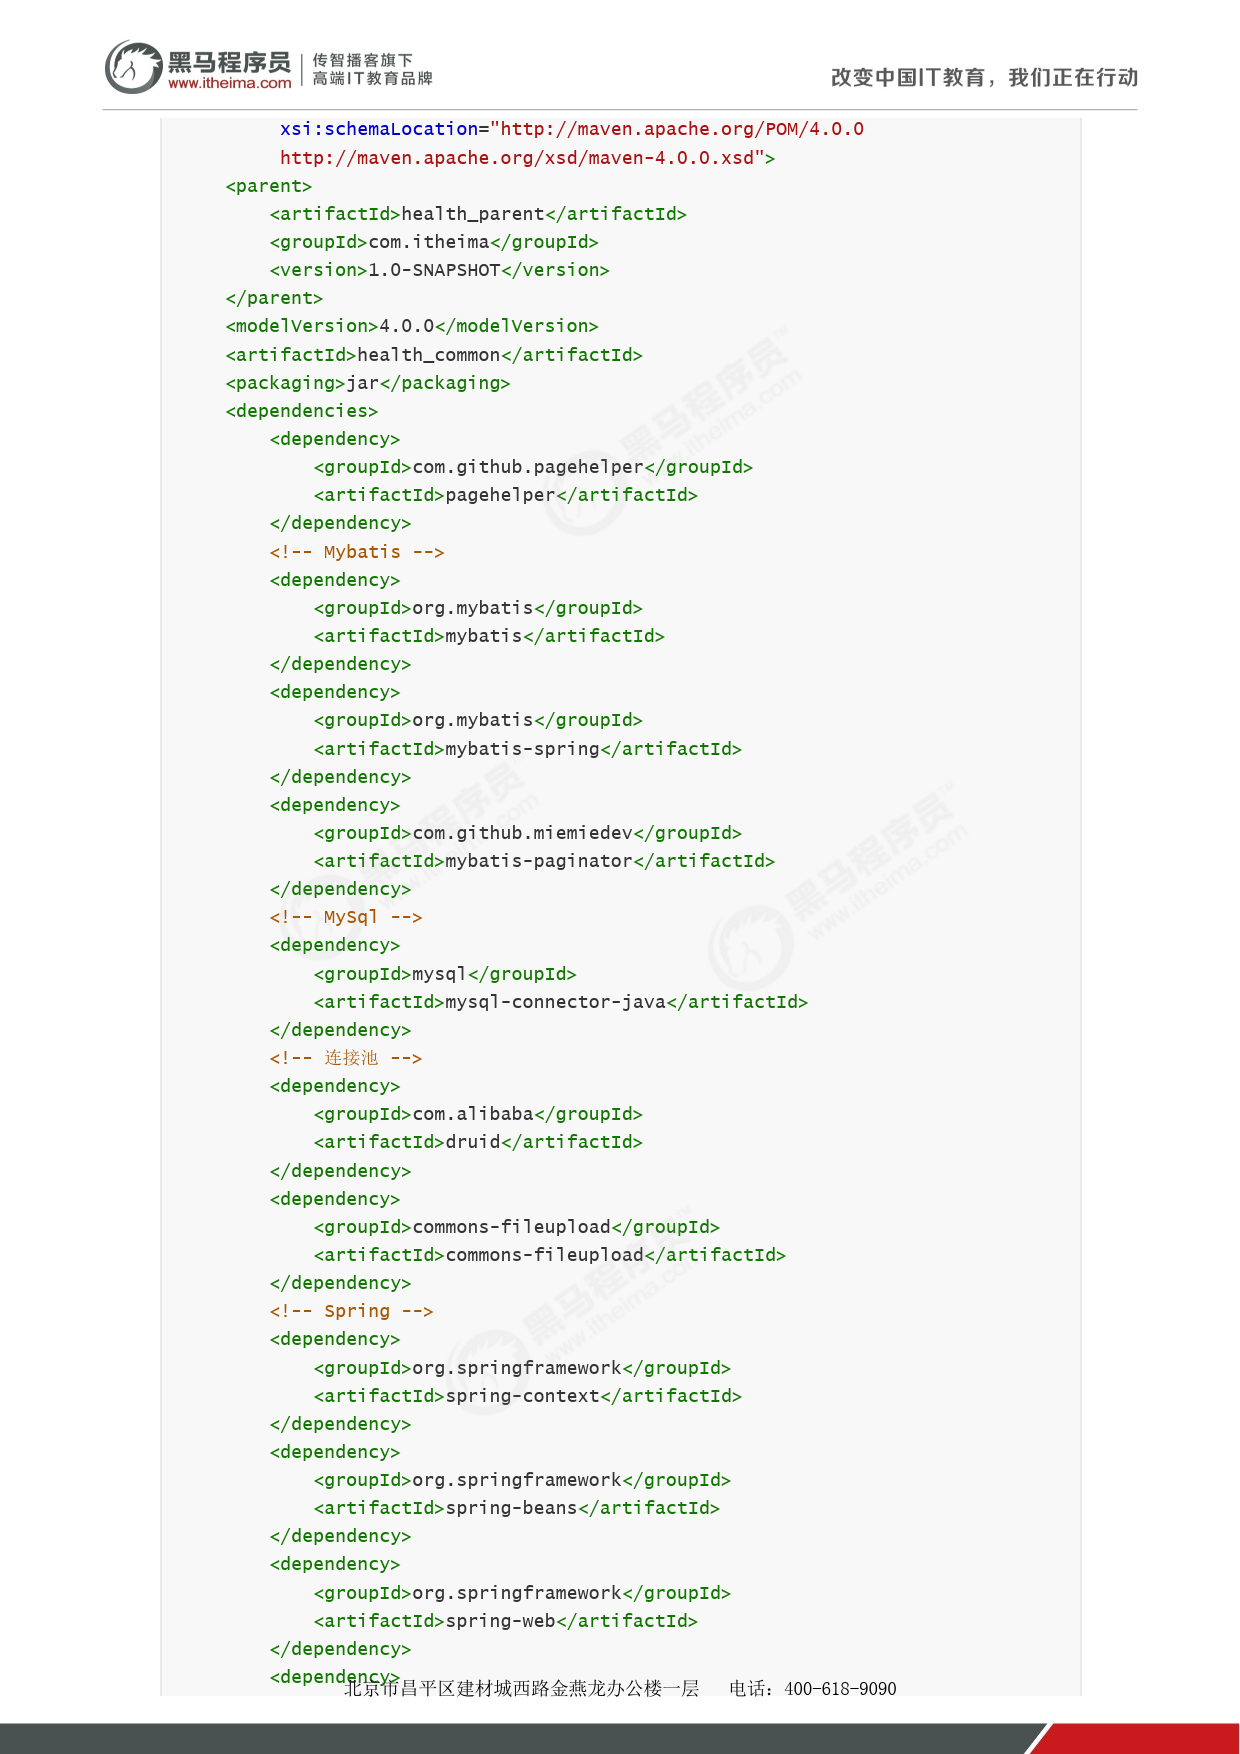 黑马程序员
www.itheima.com
传智播客旗下
高端IT教育品牌
改变中国IT教育，我们正在行动
xsi:schemaLocation="http://maven.apache.org/POM/4.0.0
http://maven.apache.org/xsd/maven-4.0.0.xsd">
<parent>
<artifactId>health_parent</artifactId>
<groupId>com.itheima</groupId>
<version>1.0-SNAPSHOT</version>
</parent>
<modelVersion>4.0.0</modelVersion>
<artifactId>health_common</artifactId>
<packaging>jar</packaging>
<dependencies>
<dependency>
<groupId>com.github.pagehelper</groupId>
<artifactId>pagehelper</artifactId>
</dependency>
<!-- Mybatis -->
<dependency>
<groupId>org.mybatis</groupId>
<artifactId>mybatis</artifactId>
</dependency>
<dependency>
<groupId>org.mybatis</groupId>
<artifactId>mybatis-spring</artifactId>
</dependency>
<dependency>
<groupId>com.github.miemiedev</groupId>
<artifactId>mybatis-paginator</artifactId>
</dependency>
<!-- MySql -->
<dependency>
<groupId>mysql</groupId>
<artifactId>mysql-connector-java</artifactId>
</dependency>
<!-- 连接池 -->
<dependency>
<groupId>com.alibaba</groupId>
<artifactId>druid</artifactId>
</dependency>
<dependency>
<groupId>commons-fileupload</groupId>
<artifactId>commons-fileupload</artifactId>
</dependency>
<!-- Spring -->
<dependency>
<groupId>org.springframework</groupId>
<artifactId>spring-context</artifactId>
</dependency>
<dependency>
<groupId>org.springframework</groupId>
<artifactId>spring-beans</artifactId>
</dependency>
<dependency>
<groupId>org.springframework</groupId>
<artifactId>spring-web</artifactId>
</dependency>
<dependency>
北京市昌平区建材城西路金燕龙办公楼一层 电话：400-618-9090